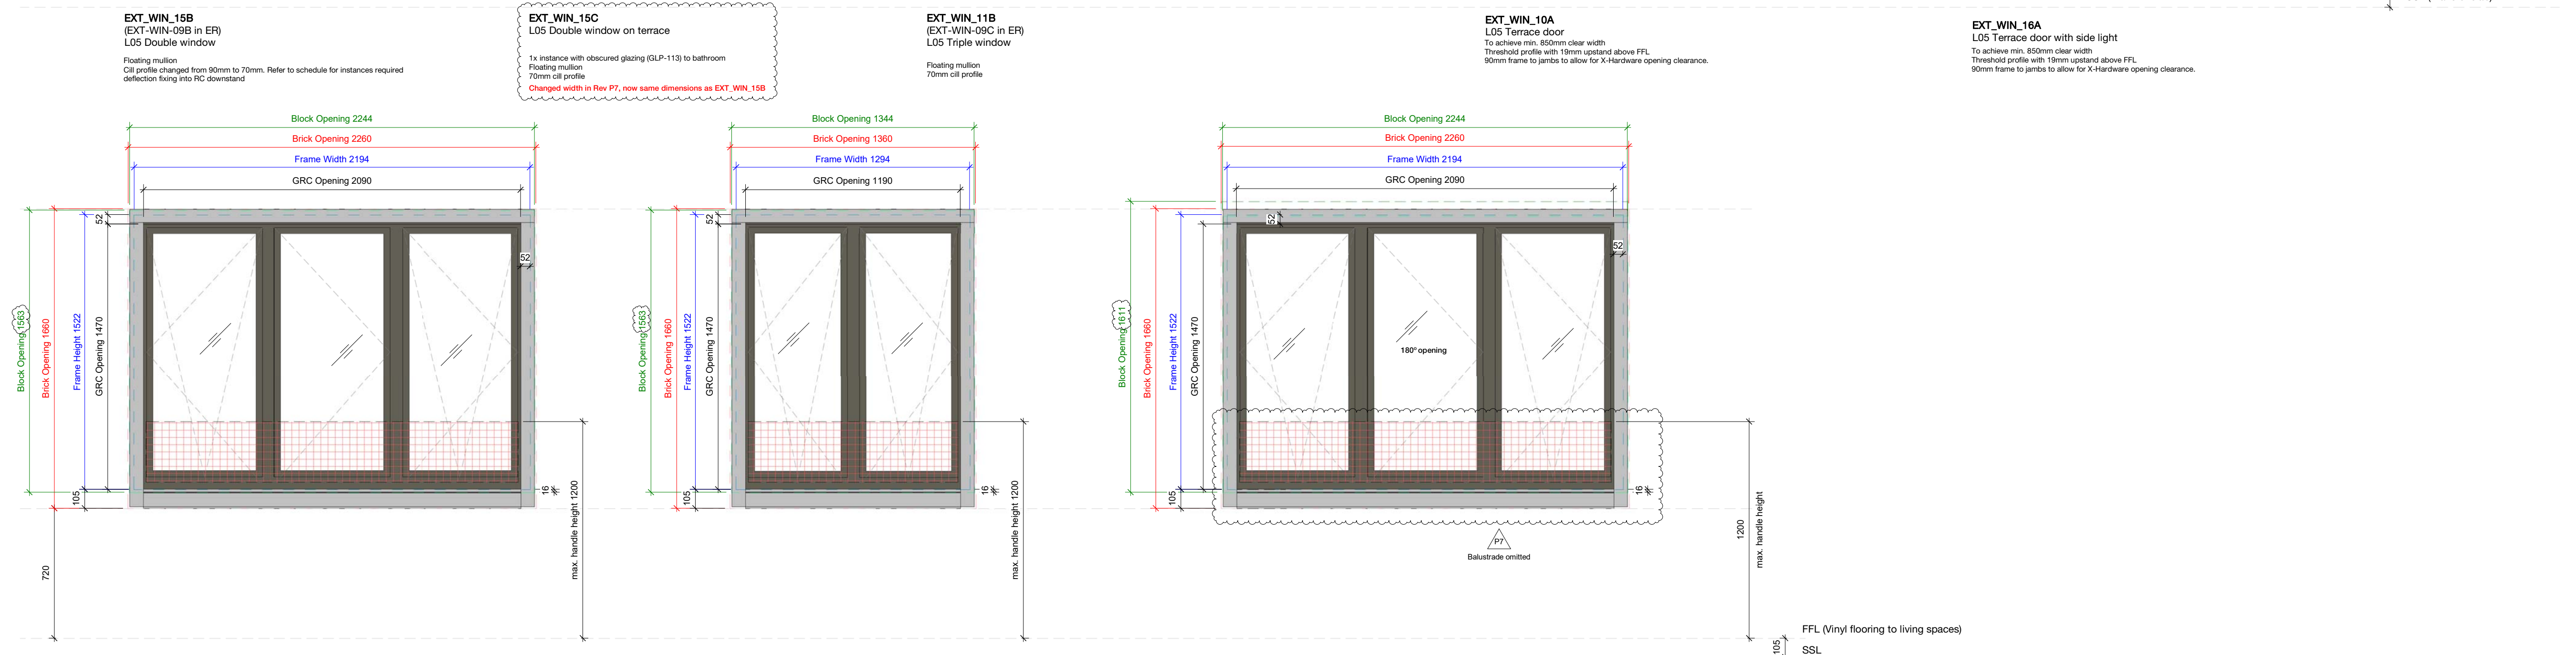 EXT_WIN_15B
(EXT-WIN-09B in ER)
L05 Double window
Floating mullion
Cill profile changed from 90mm to 70mm. Refer to schedule for instances required
deflection fixing into RC downstand
EXT_WIN_15C
L05 Double window on terrace
1x instance with obscured glazing (GLP-113) to bathroom
Floating mullion
70mm cill profile
Changed width in Rev P7, now same dimensions as EXT_WIN_15B
EXT_WIN_11B
(EXT-WIN-09C in ER)
L05 Triple window
Floating mullion
70mm cill profile
EXT_WIN_10A
L05 Terrace door
To achieve min. 850mm clear width
Threshold profile with 19mm upstand above FFL
90mm frame to jambs to allow for X-Hardware opening clearance.
EXT_WIN_16A
L05 Terrace door with side light
To achieve min. 850mm clear width
Threshold profile with 19mm upstand above FFL
90mm frame to jambs to allow for X-Hardware opening clearance.
Block Opening 2244
Brick Opening 2260
Frame Width 2194
GRC Opening 2090
52
52
Block Opening 1563
Brick Opening 1660
Frame Height 1522
GRC Opening 1470
105
16
720
max. handle height 1200
Block Opening 1344
Brick Opening 1360
Frame Width 1294
GRC Opening 1190
52
Block Opening 1563
Brick Opening 1660
Frame Height 1522
GRC Opening 1470
105
16
max. handle height 1200
Block Opening 2244
Brick Opening 2260
Frame Width 2194
GRC Opening 2090
52
52
Block Opening 1611
Brick Opening 1660
Frame Height 1522
GRC Opening 1470
180° opening
105
16
P7
Balustrade omitted
1200
max. handle height
FFL (Vinyl flooring to living spaces)
105
SSL